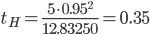 t_H = \frac{5 \cdot 0.95^2}{12.83250} = 0.35